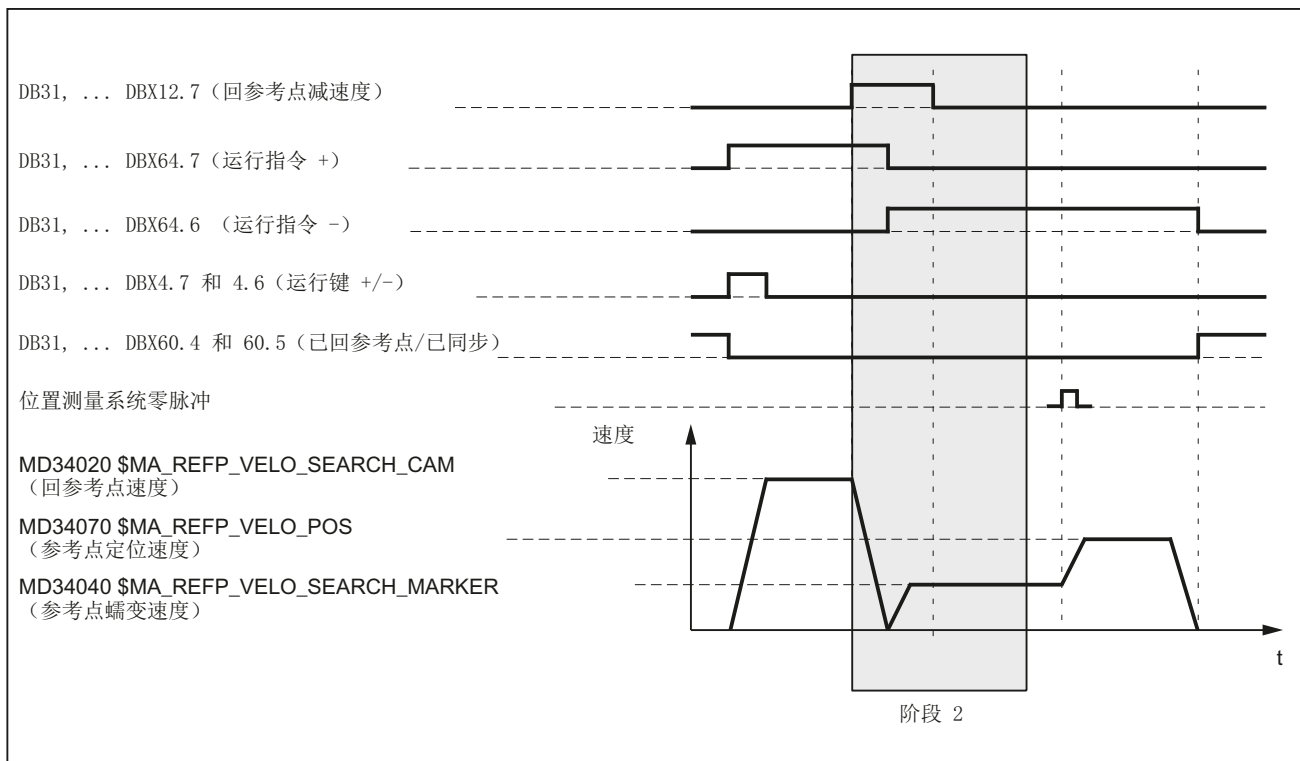 DB31, ... DBX12.7（回参考点减速度）
DB31, ... DBX64.7（运行指令 +）
DB31, ... DBX64.6 （运行指令 -）
DB31, ... DBX4.7 和 4.6（运行键 +/-）
DB31, ... DBX60.4 和 60.5（已回参考点/已同步）
位置测量系统零脉冲
速度
MD34020 $MA_REFP_VELO_SEARCH_CAM
（回参考点速度）
MD34070 $MA_REFP_VELO_POS
（参考点定位速度）
MD34040 $MA_REFP_VELO_SEARCH_MARKER
（参考点蠕变速度）
t
阶段 2